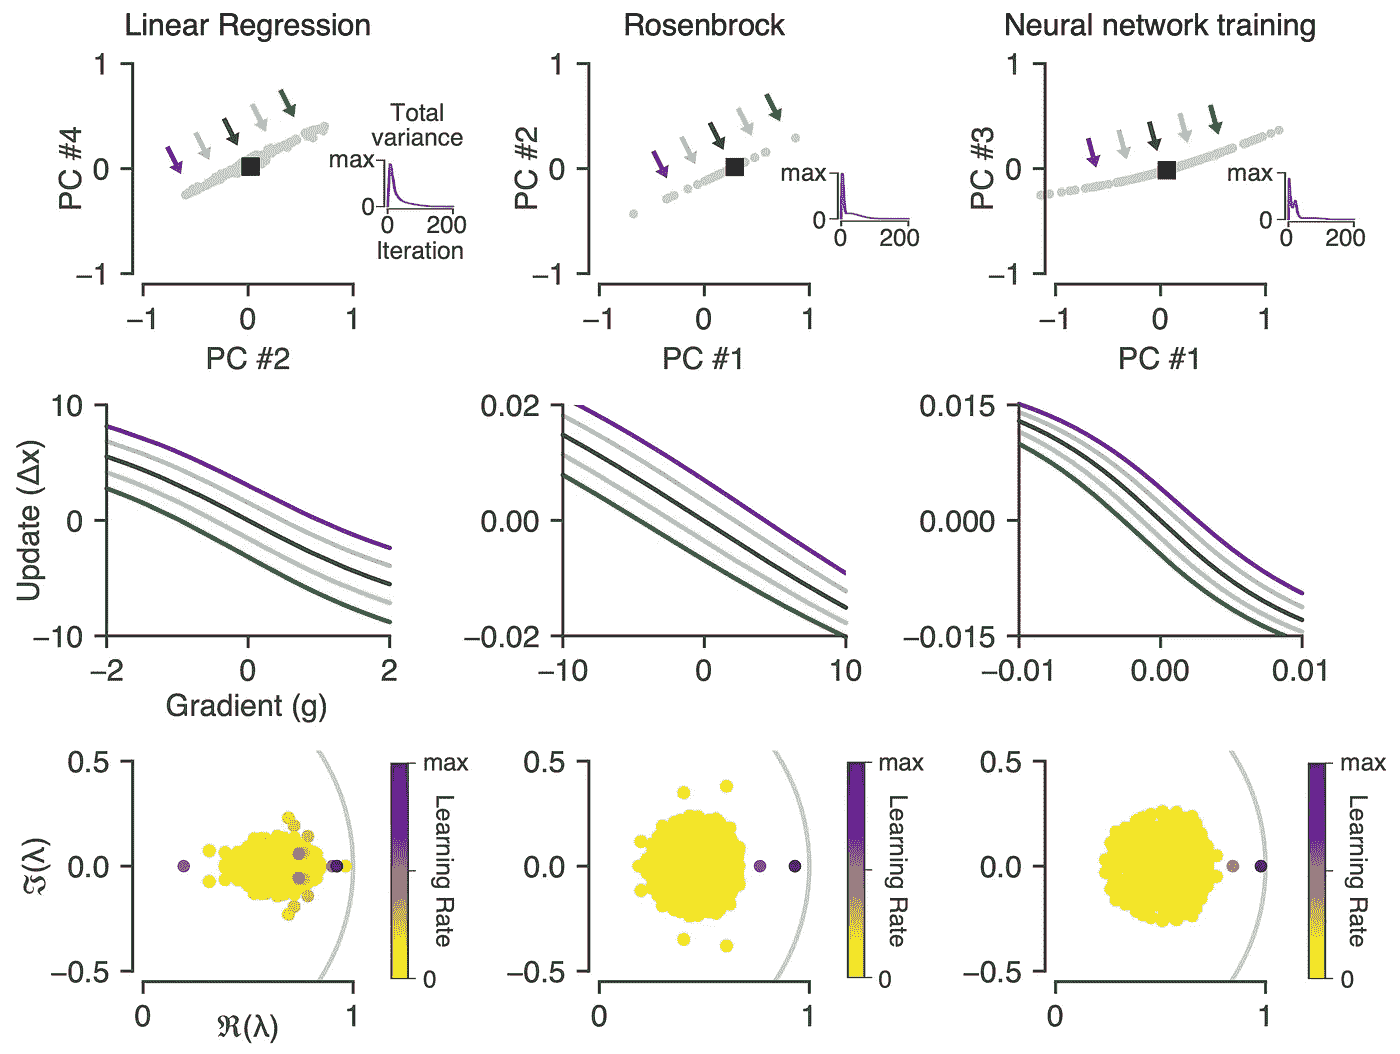 Linear Regression
Rosenbrock
Neural network training
1
0
−1
PC #4
−1 0 1
PC #2
Total
variance
max
0
0 200
Iteration
1
0
−1
PC #2
−1 0 1
PC #1
max
0
0 200
1
0
−1
PC #3
−1 0 1
PC #1
max
0
0 200
Update (Δx)
10
0
−10
−2 0 2
Gradient (g)
0.02
0.00
-0.02
-10 0 10
0.015
0.000
-0.015
-0.01 0.00 0.01
ℑ(λ)
0.5
0.0
−0.5
0 1
ℜ(λ)
max
Learning Rate
0
0.5
0.0
−0.5
0 1
max
Learning Rate
0
0.5
0.0
−0.5
0 1
max
Learning Rate
0